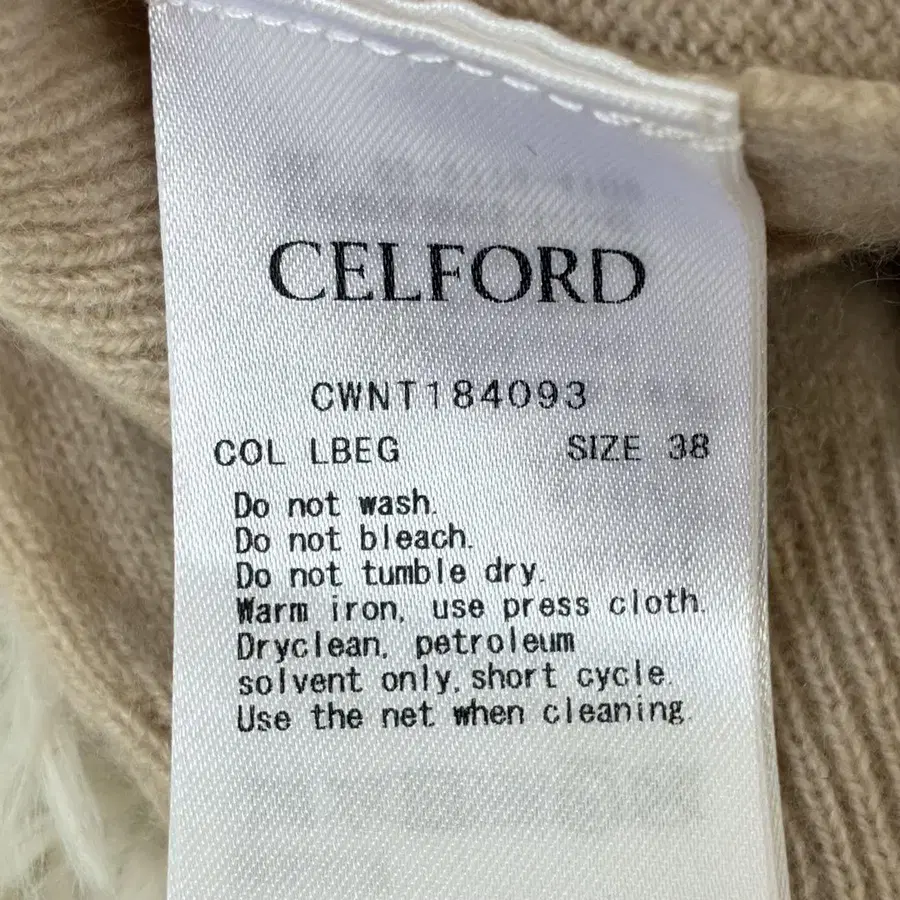 CELFORD
CWNT184093
COL LBEG SIZE 38
Do not wash.
Do not bleach.
Do not tumble dry.
Warm iron, use press cloth.
Dryclean, petroleum
solvent only, short cycle.
Use the net when cleaning.